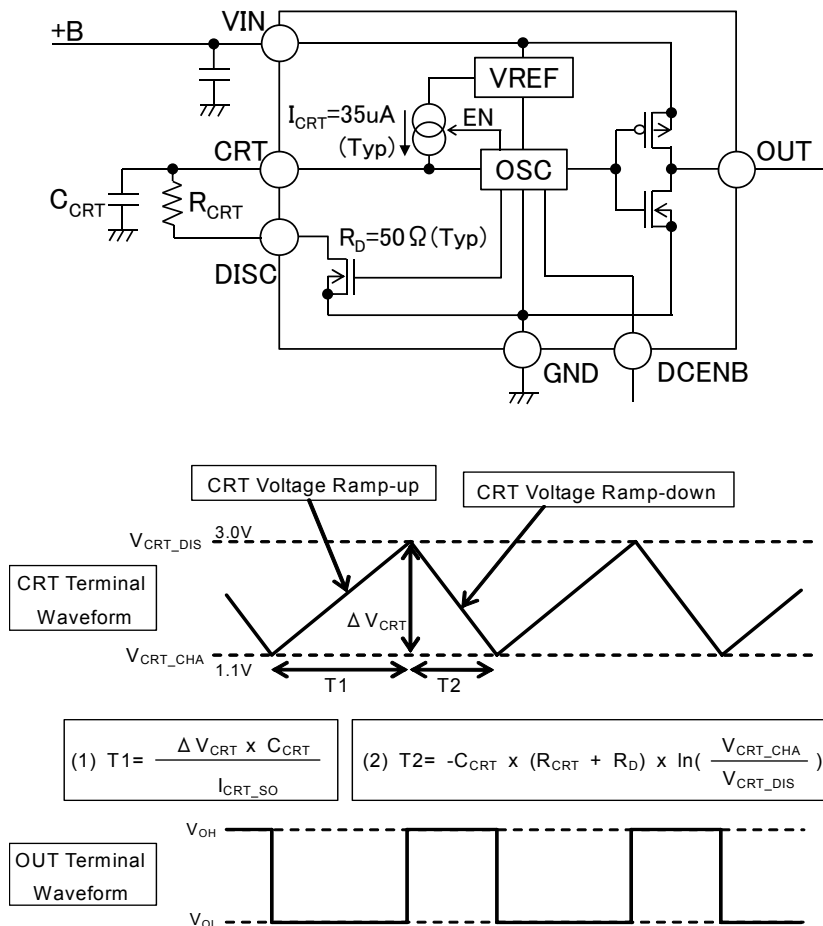 +B
VIN
VREF
I_CRT=35uA
(Typ)
EN
CRT
OSC
OUT
C_CRT
R_CRT
R_D=50Ω(Typ)
DISC
GND
DCENB
CRT Voltage Ramp-up
CRT Voltage Ramp-down
V_CRT_DIS
3.0V
CRT Terminal
Waveform
Δ V_CRT
V_CRT_CHA
1.1V
T1
T2
(1) T1= Δ V_CRT x C_CRT / I_CRT_SO
(2) T2= -C_CRT x (R_CRT + R_D) x ln( V_CRT_CHA / V_CRT_DIS )
V_OH
OUT Terminal
Waveform
V_OL